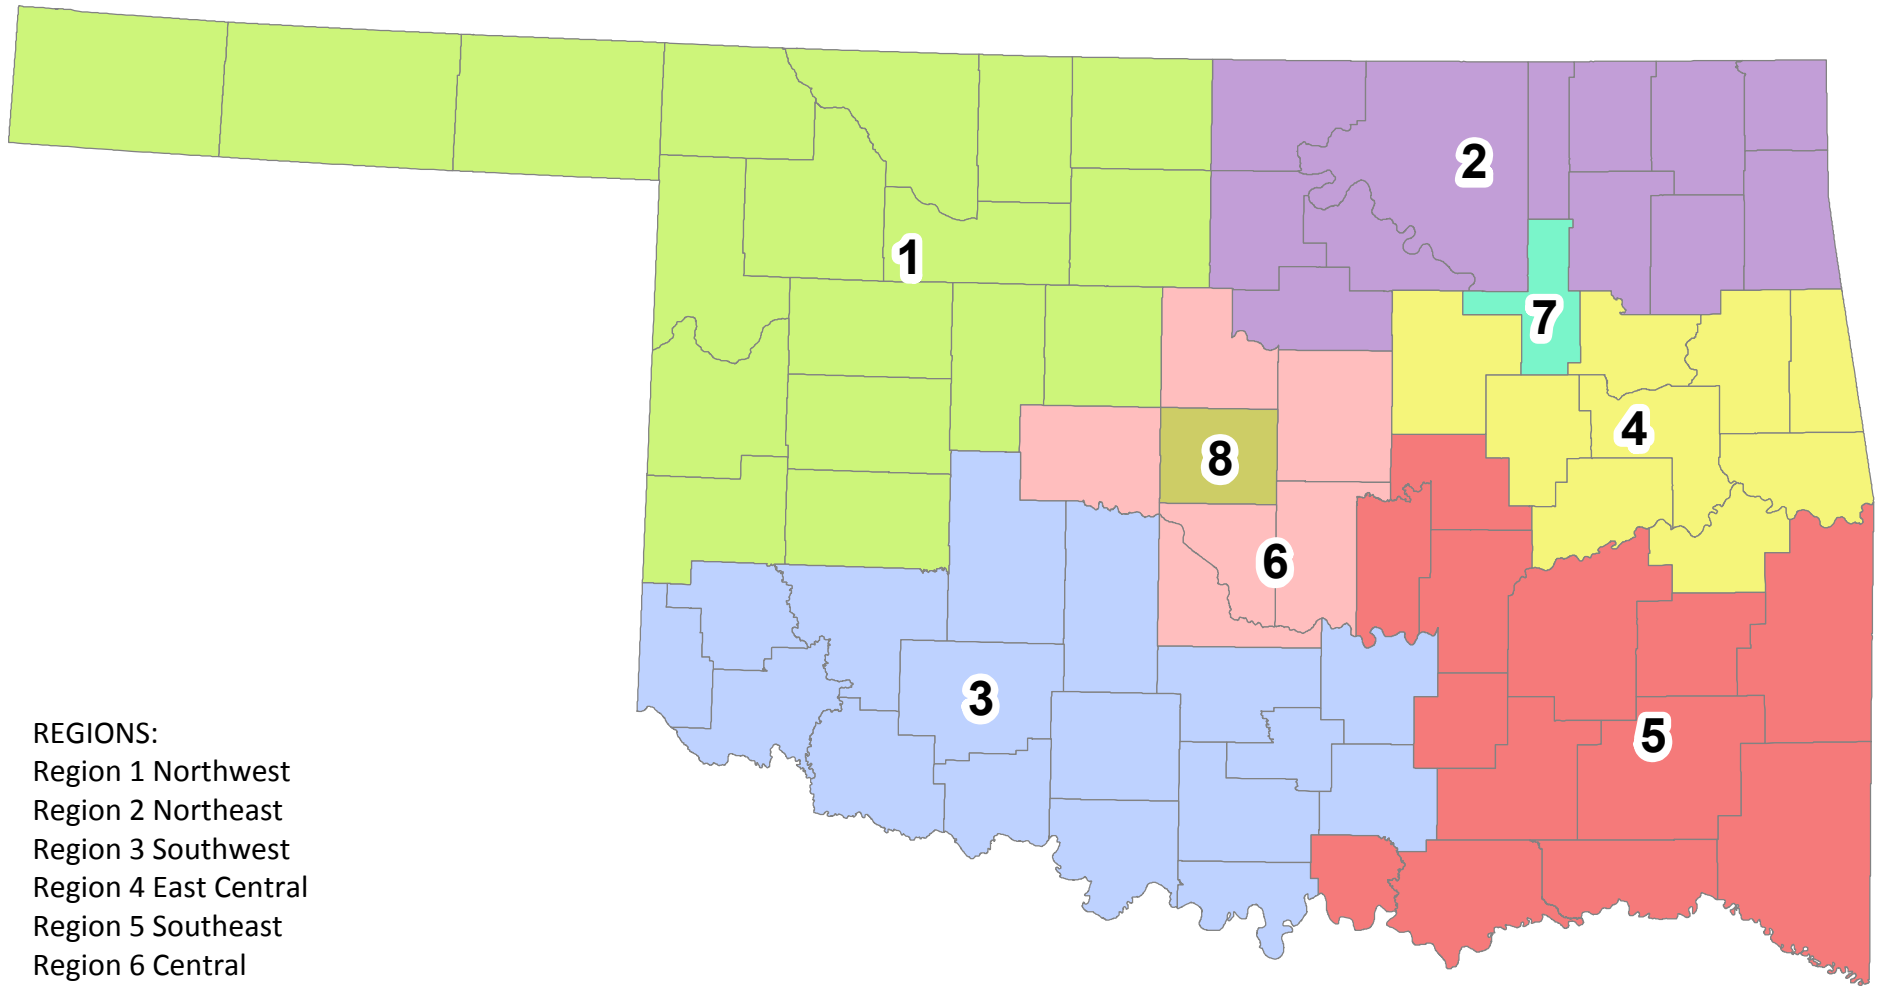 2
1
7
4
8
6
3
5
REGIONS:
Region 1 Northwest
Region 2 Northeast
Region 3 Southwest
Region 4 East Central
Region 5 Southeast
Region 6 Central